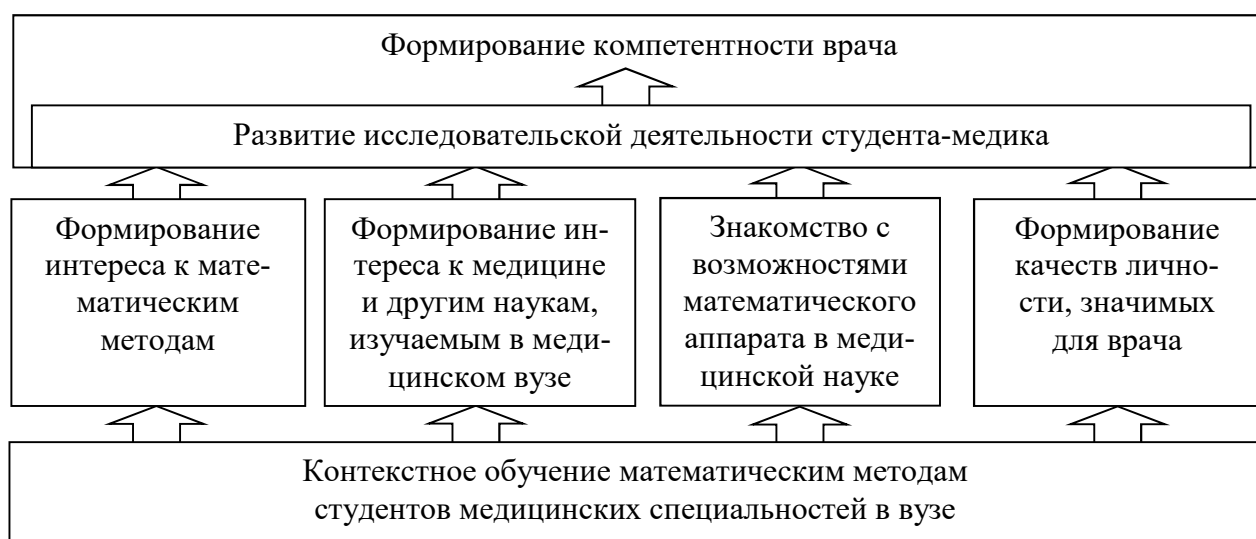 Формирование компетентности врача
Развитие исследовательской деятельности студента-медика
Формирование
интереса к мате-
матическим
методам
Формирование ин-
тереса к медицине
и другим наукам,
изучаемым в меди-
цинском вузе
Знакомство с
возможностями
математического
аппарата в меди-
цинской науке
Формирование
качеств лично-
сти, значимых
для врача
Контекстное обучение математическим методам
студентов медицинских специальностей в вузе